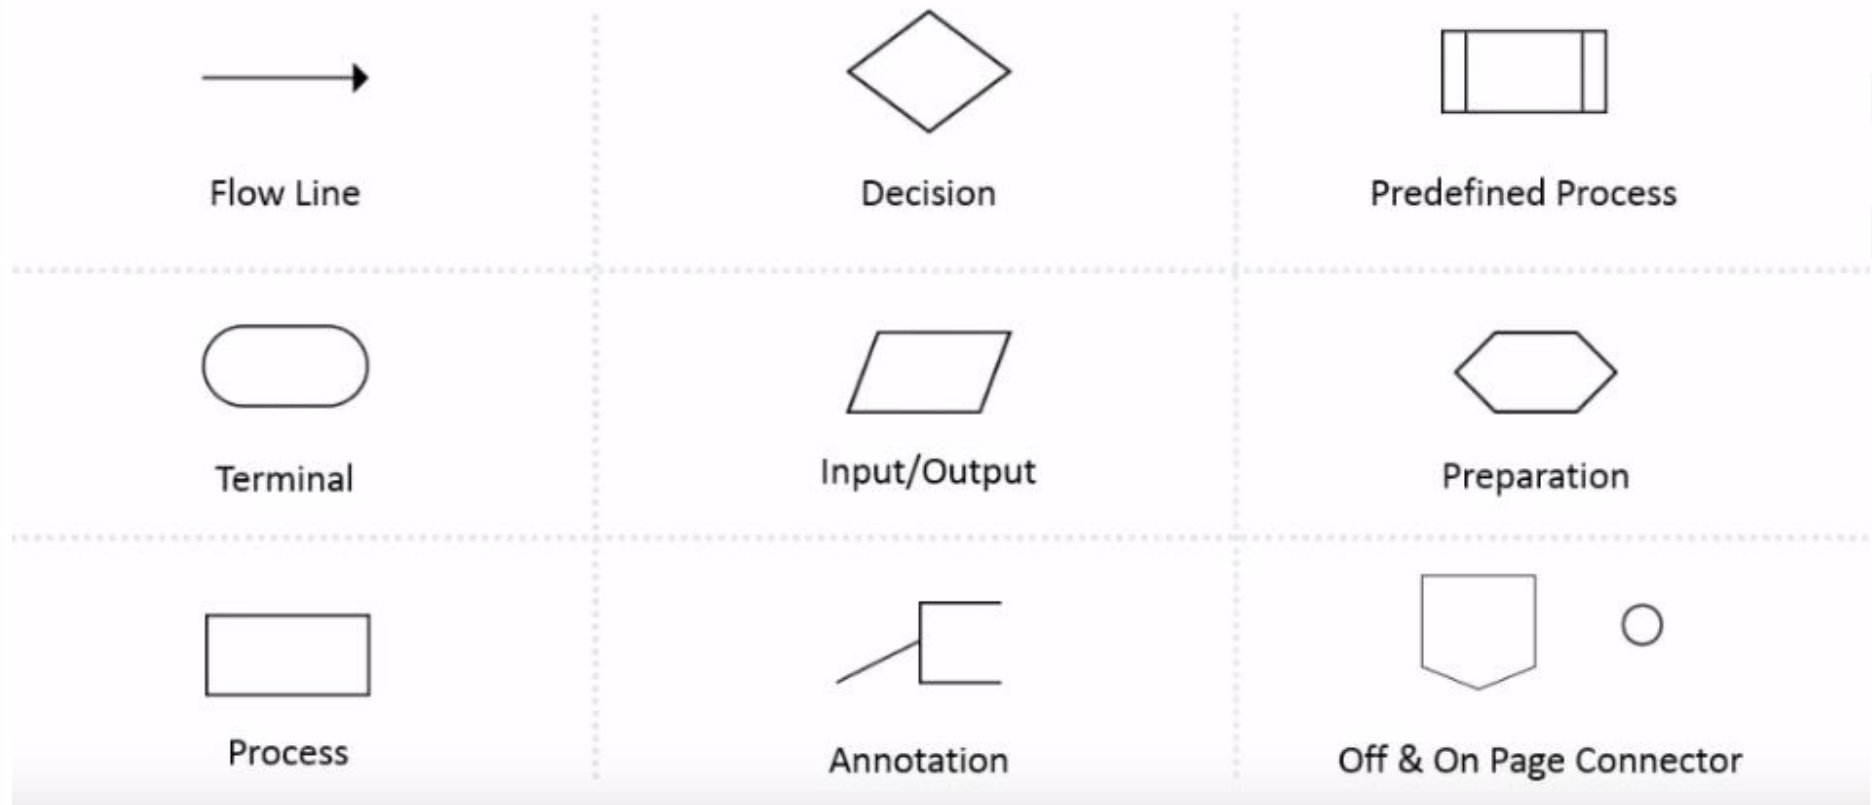 Flow Line
Decision
Predefined Process
Terminal
Input/Output
Preparation
Process
Annotation
Off & On Page Connector